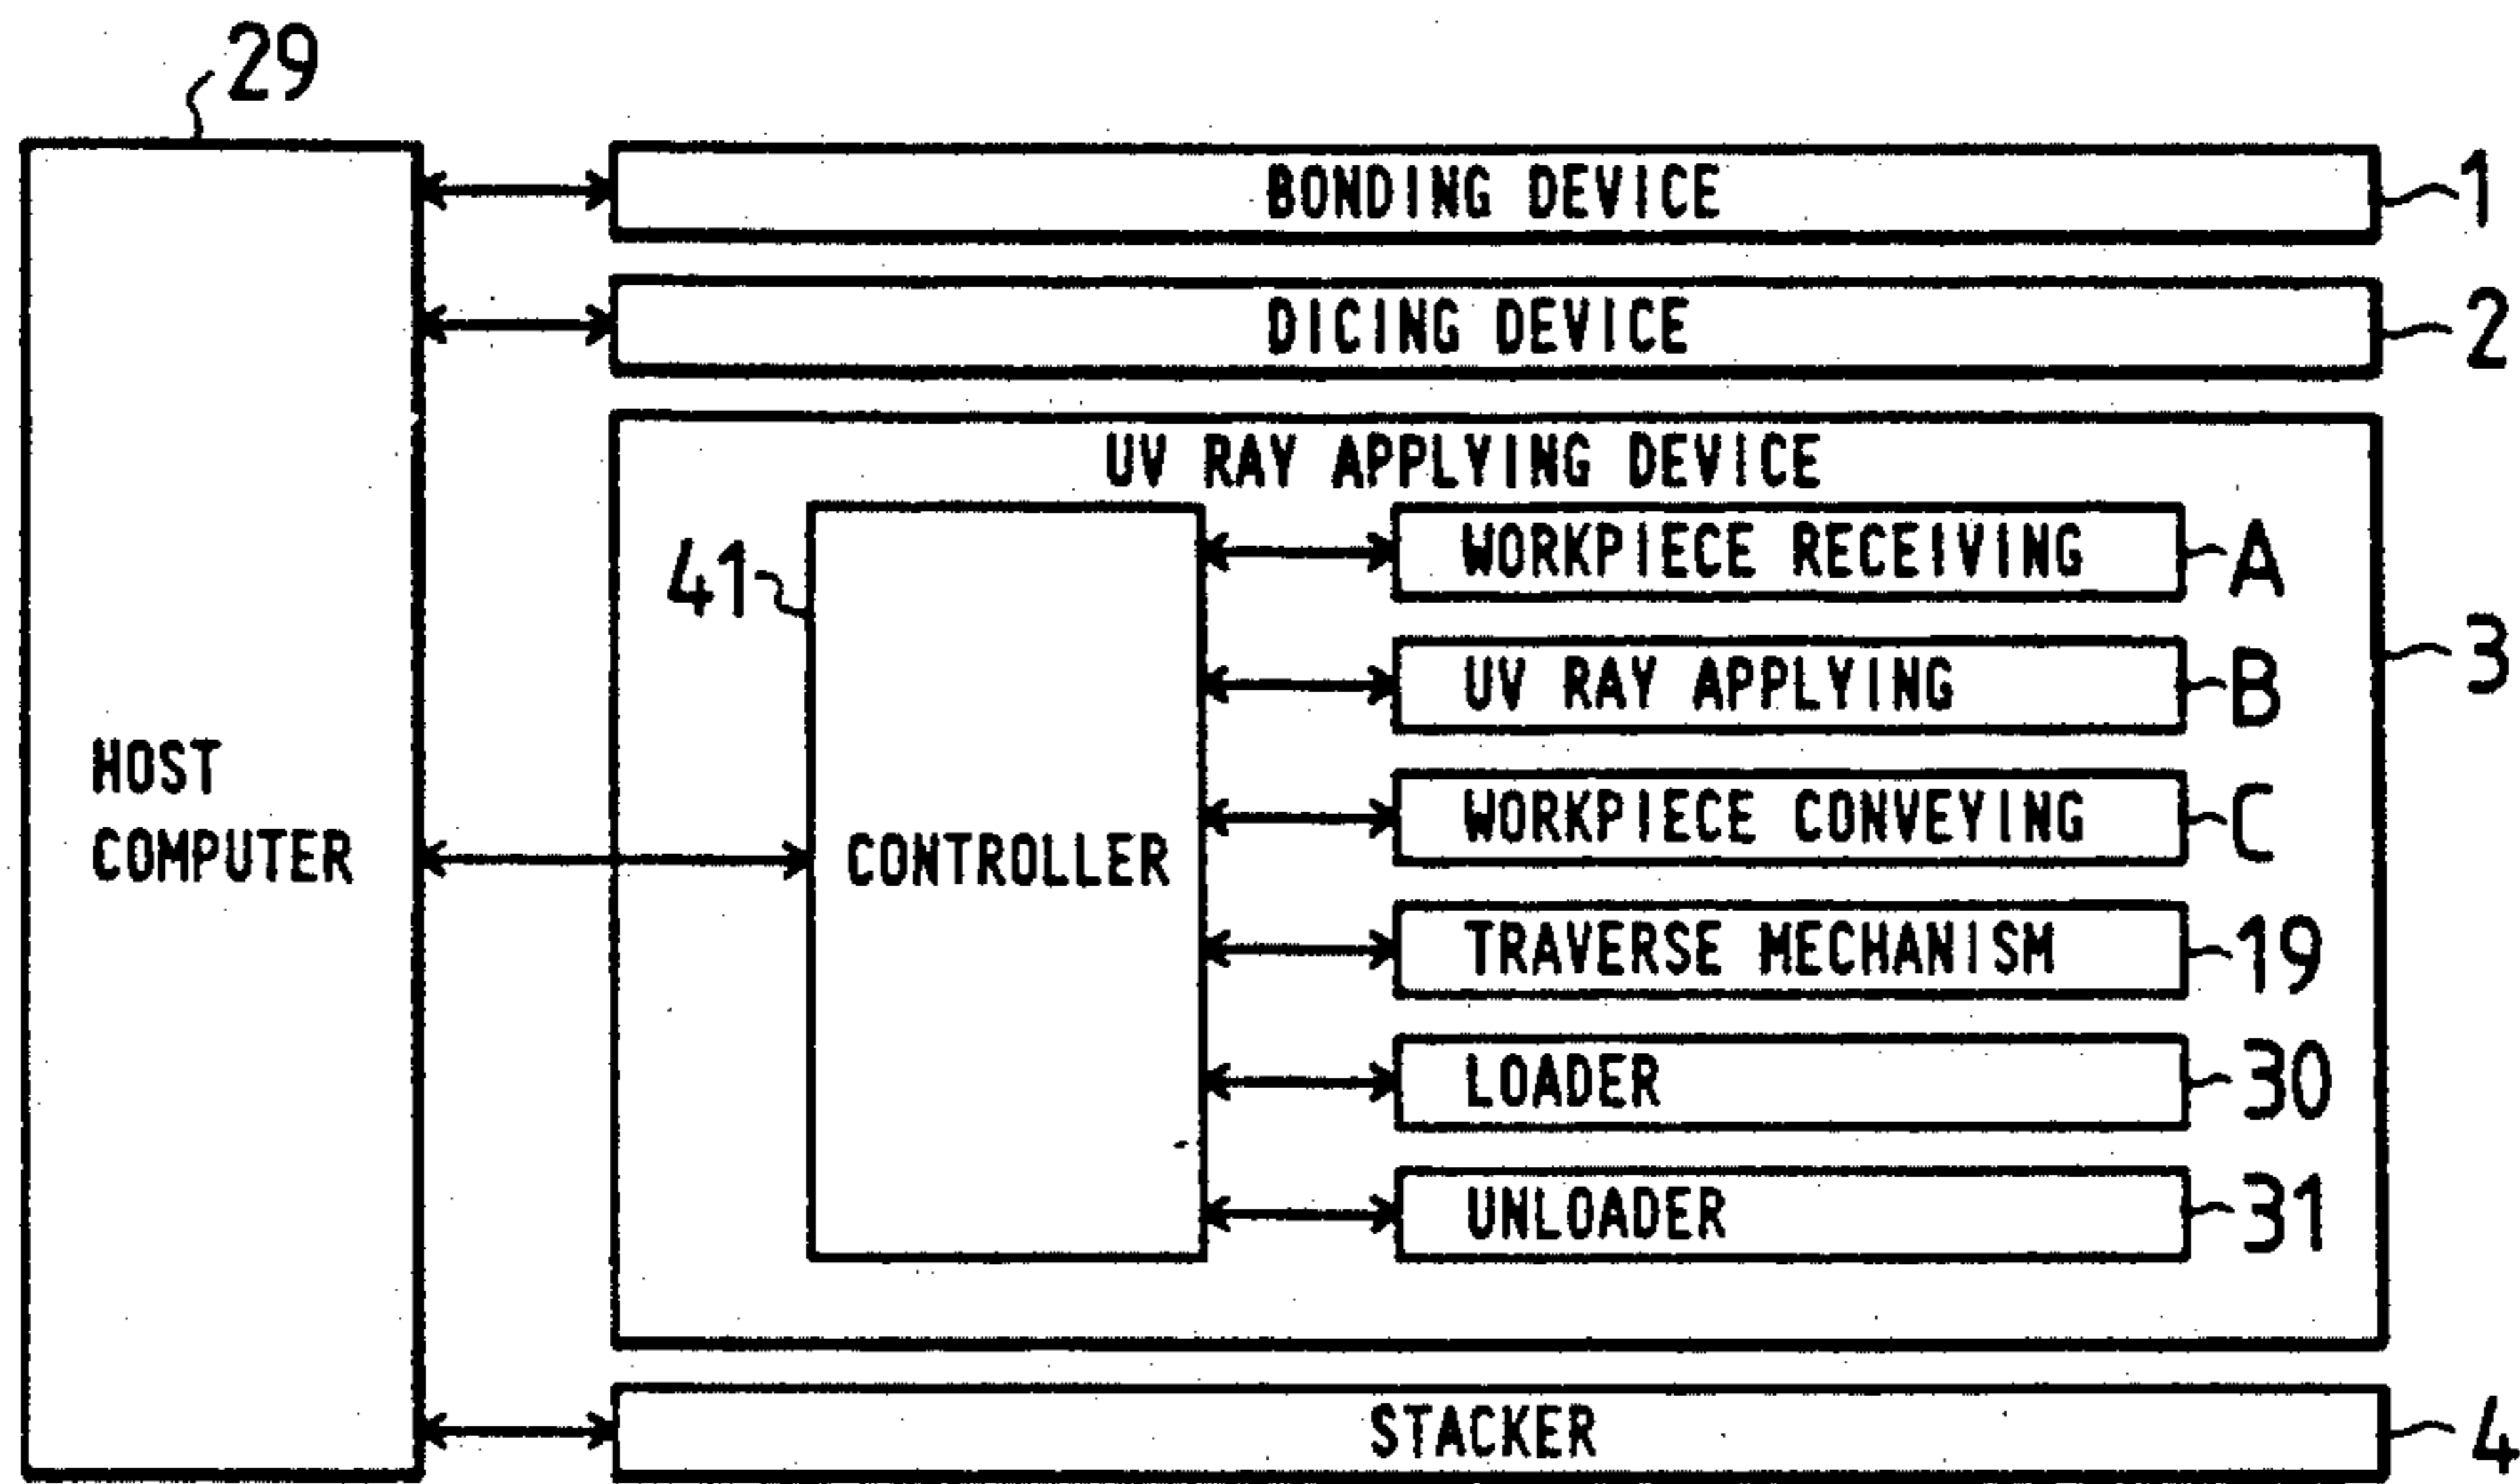 29
BONDING DEVICE
1
DICING DEVICE
2
UV RAY APPLYING DEVICE
3
HOST
COMPUTER
41
CONTROLLER
WORKPIECE RECEIVING
A
UV RAY APPLYING
B
WORKPIECE CONVEYING
C
TRAVERSE MECHANISM
19
LOADER
30
UNLOADER
31
STACKER
4